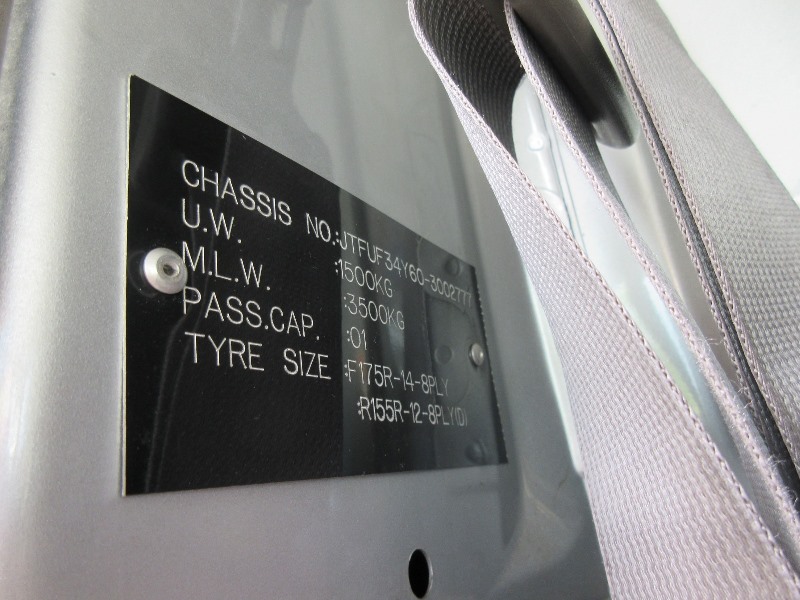 CHASSIS NO.:JTFUF34Y60-3002777
U.W. :1500KG
M.L.W. :3500KG
PASS.CAP. :01
TYRE SIZE :F175R-14-8PLY
:R155R-12-8PLY(D)